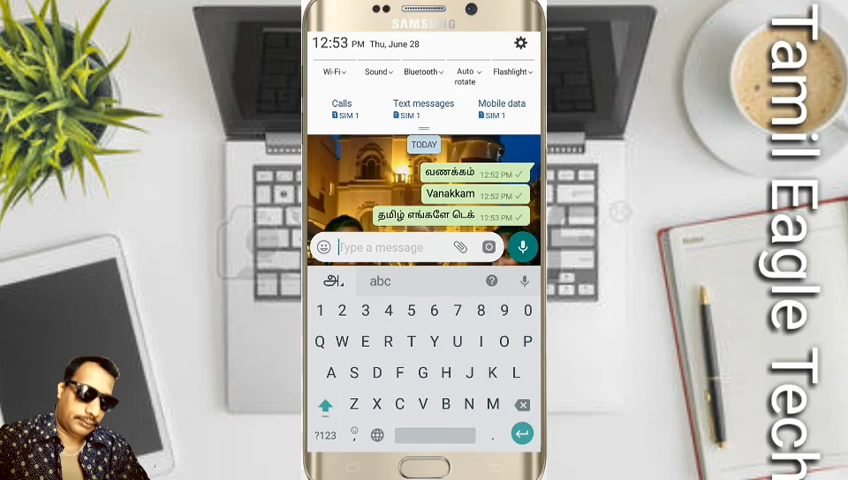 SAMSUNG
12:53 PM Thu, June 28
Wi-Fi Sound Bluetooth Auto rotate Flashlight
Calls Text messages Mobile data
SIM 1 SIM 1 SIM 1
TODAY
வணக்கம் 12:52 PM
Vanakkam 12:52 PM
தமிழ் எங்களே டெக் 12:53 PM
Type a message
அ abc
1 2 3 4 5 6 7 8 9 0
Q W E R T Y U I O P
A S D F G H J K L
Z X C V B N M
?123 , .
Tamil Eagle Tech